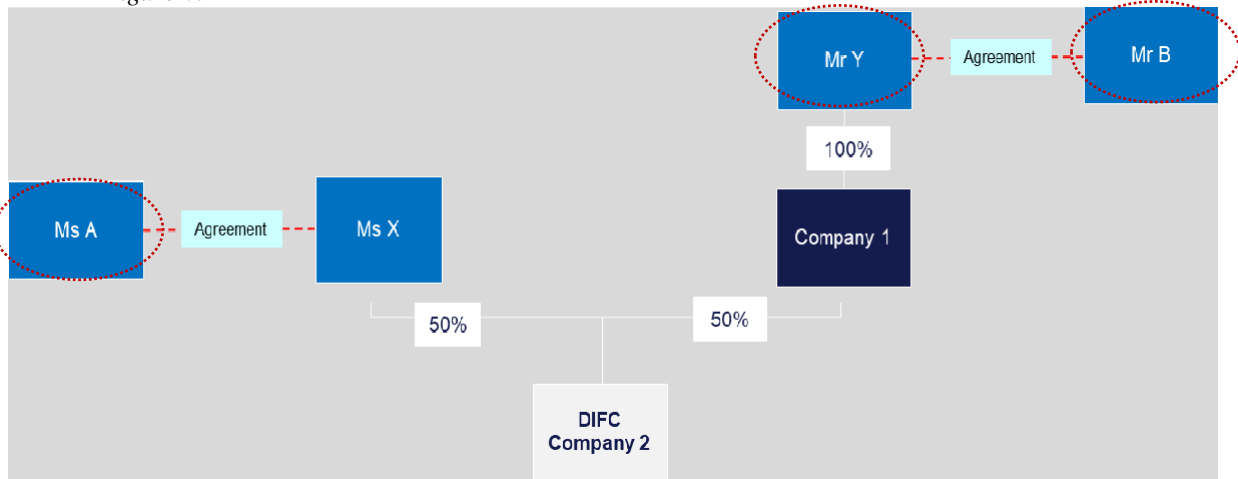 Mr Y
Agreement
Mr B
100%
Ms A
Agreement
Ms X
Company 1
50%
50%
DIFC
Company 2